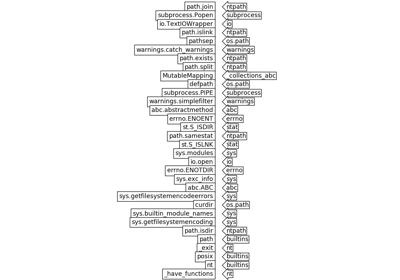 path.join ntpath
subprocess.Popen subprocess
io.TextIOWrapper io
path.islink ntpath
pathsep os.path
warnings.catch_warnings warnings
path.exists ntpath
path.split ntpath
MutableMapping _collections_abc
defpath os.path
subprocess.PIPE subprocess
warnings.simplefilter warnings
abc.abstractmethod abc
errno.ENOENT errno
st.S_ISDIR stat
path.samestat ntpath
st.S_ISLNK stat
sys.modules sys
io.open io
errno.ENOTDIR errno
sys.exc_info sys
abc.ABC abc
sys.getfilesystemencodeerrors sys
curdir os.path
sys.builtin_module_names sys
sys.getfilesystemencoding sys
path.isdir ntpath
path builtins
_exit nt
posix builtins
nt builtins
_have_functions nt